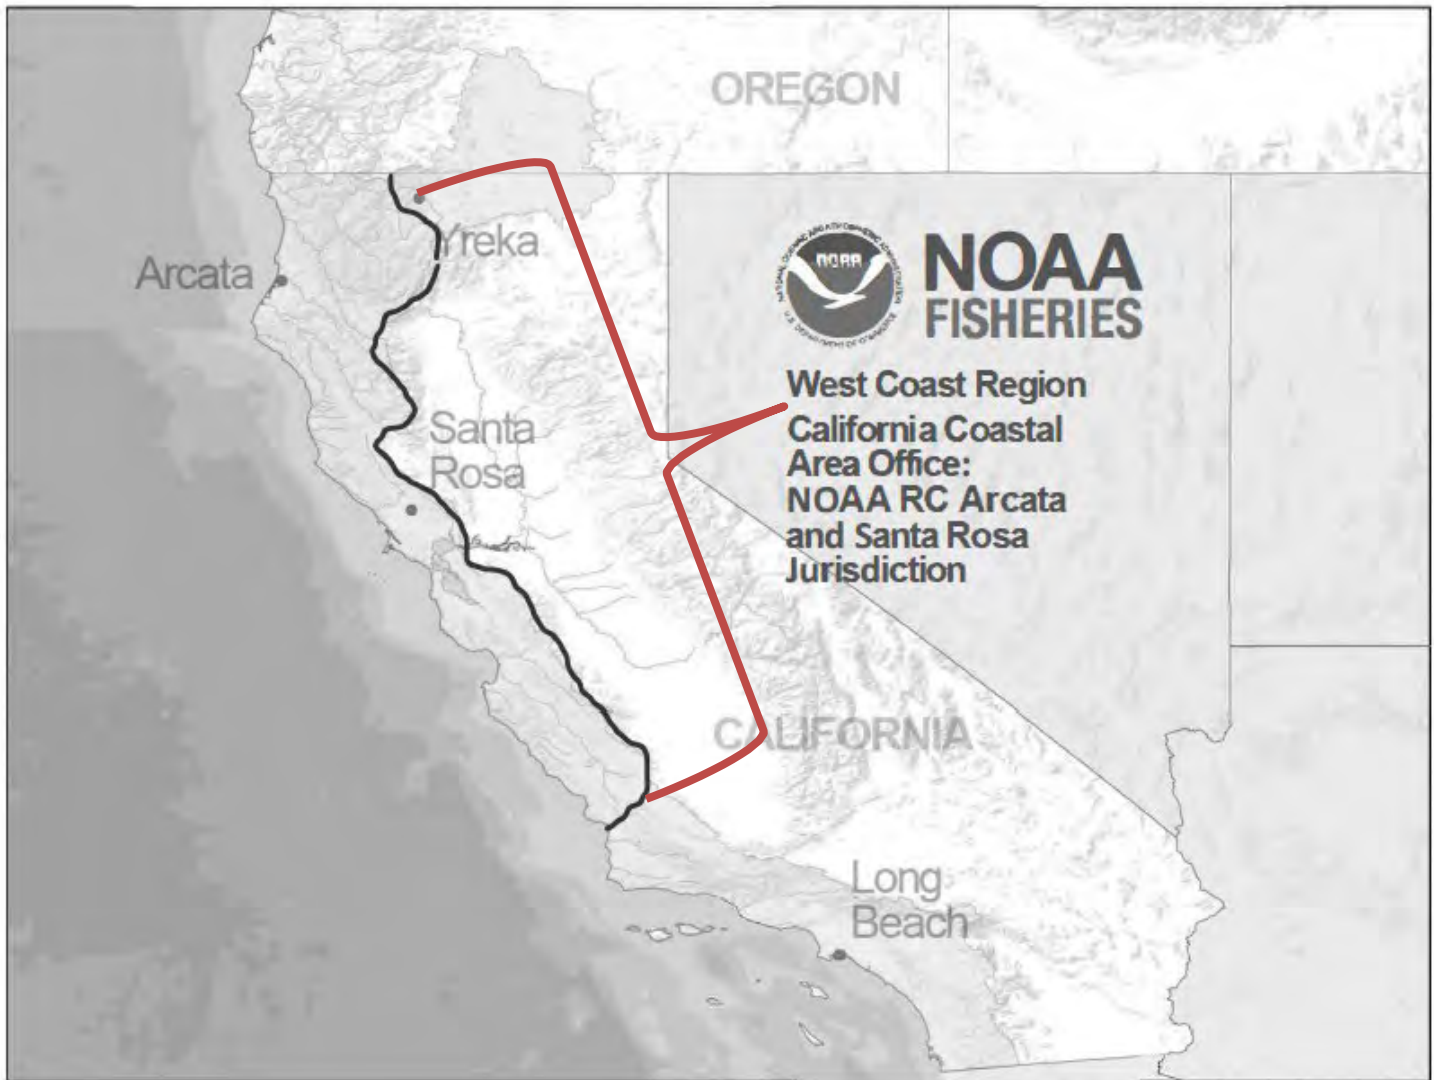 OREGON
Yreka
Arcata
NOAA
NOAA
FISHERIES
West Coast Region
California Coastal
Area Office:
NOAA RC Arcata
and Santa Rosa
Jurisdiction
Santa
Rosa
CALIFORNIA
Long
Beach